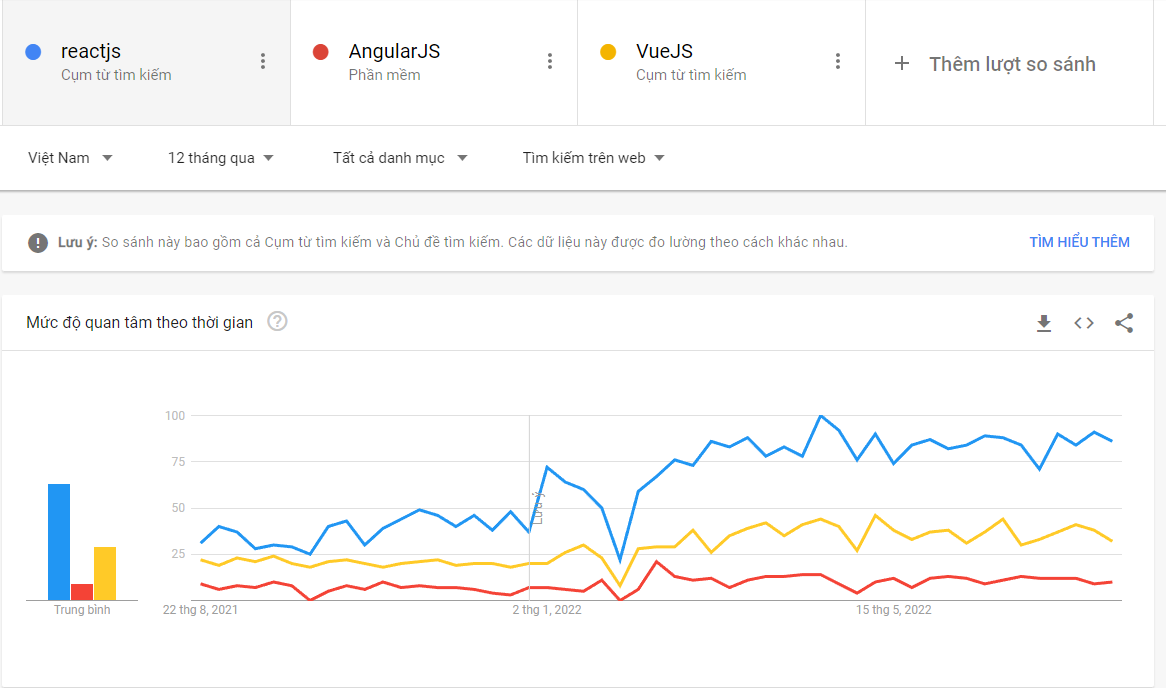 reactjs
Cụm từ tìm kiếm
AngularJS
Phần mềm
VueJS
Cụm từ tìm kiếm
+ Thêm lượt so sánh
Việt Nam
12 tháng qua
Tất cả danh mục
Tìm kiếm trên web
Lưu ý: So sánh này bao gồm cả Cụm từ tìm kiếm và Chủ đề tìm kiếm. Các dữ liệu này được đo lường theo cách khác nhau.
TÌM HIỂU THÊM
Mức độ quan tâm theo thời gian
100
75
50
25
Lưu ý
Trung bình
22 thg 8, 2021
2 thg 1, 2022
15 thg 5, 2022